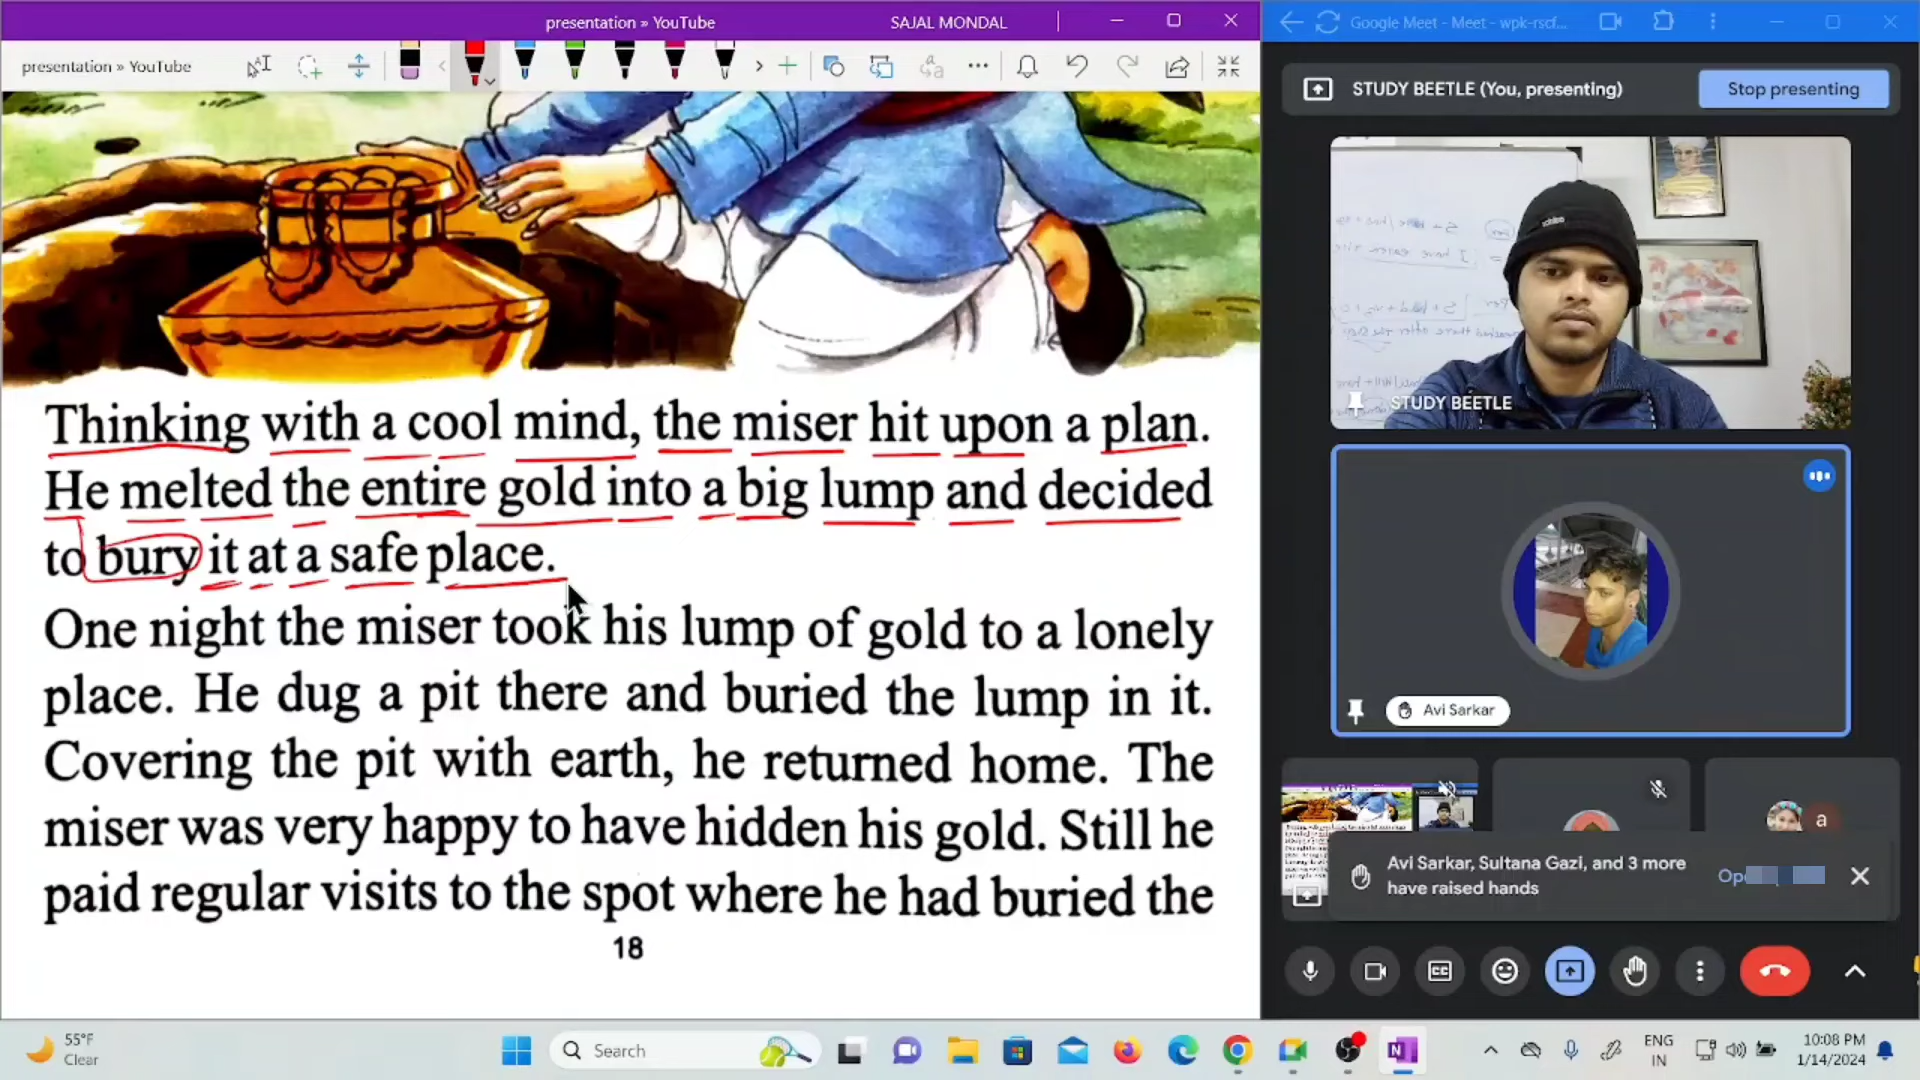 presentation » YouTube
SAJAL MONDAL
presentation » YouTube
Thinking with a cool mind, the miser hit upon a plan.
He melted the entire gold into a big lump and decided
to bury it at a safe place.
One night the miser took his lump of gold to a lonely
place. He dug a pit there and buried the lump in it.
Covering the pit with earth, he returned home. The
miser was very happy to have hidden his gold. Still he
paid regular visits to the spot where he had buried the
18
Google Meet - Meet - wpk-rscf...
STUDY BEETLE (You, presenting)
Stop presenting
STUDY BEETLE
Avi Sarkar
a
Avi Sarkar, Sultana Gazi, and 3 more
have raised hands
55°F
Clear
Search
ENG
IN
10:08 PM
1/14/2024